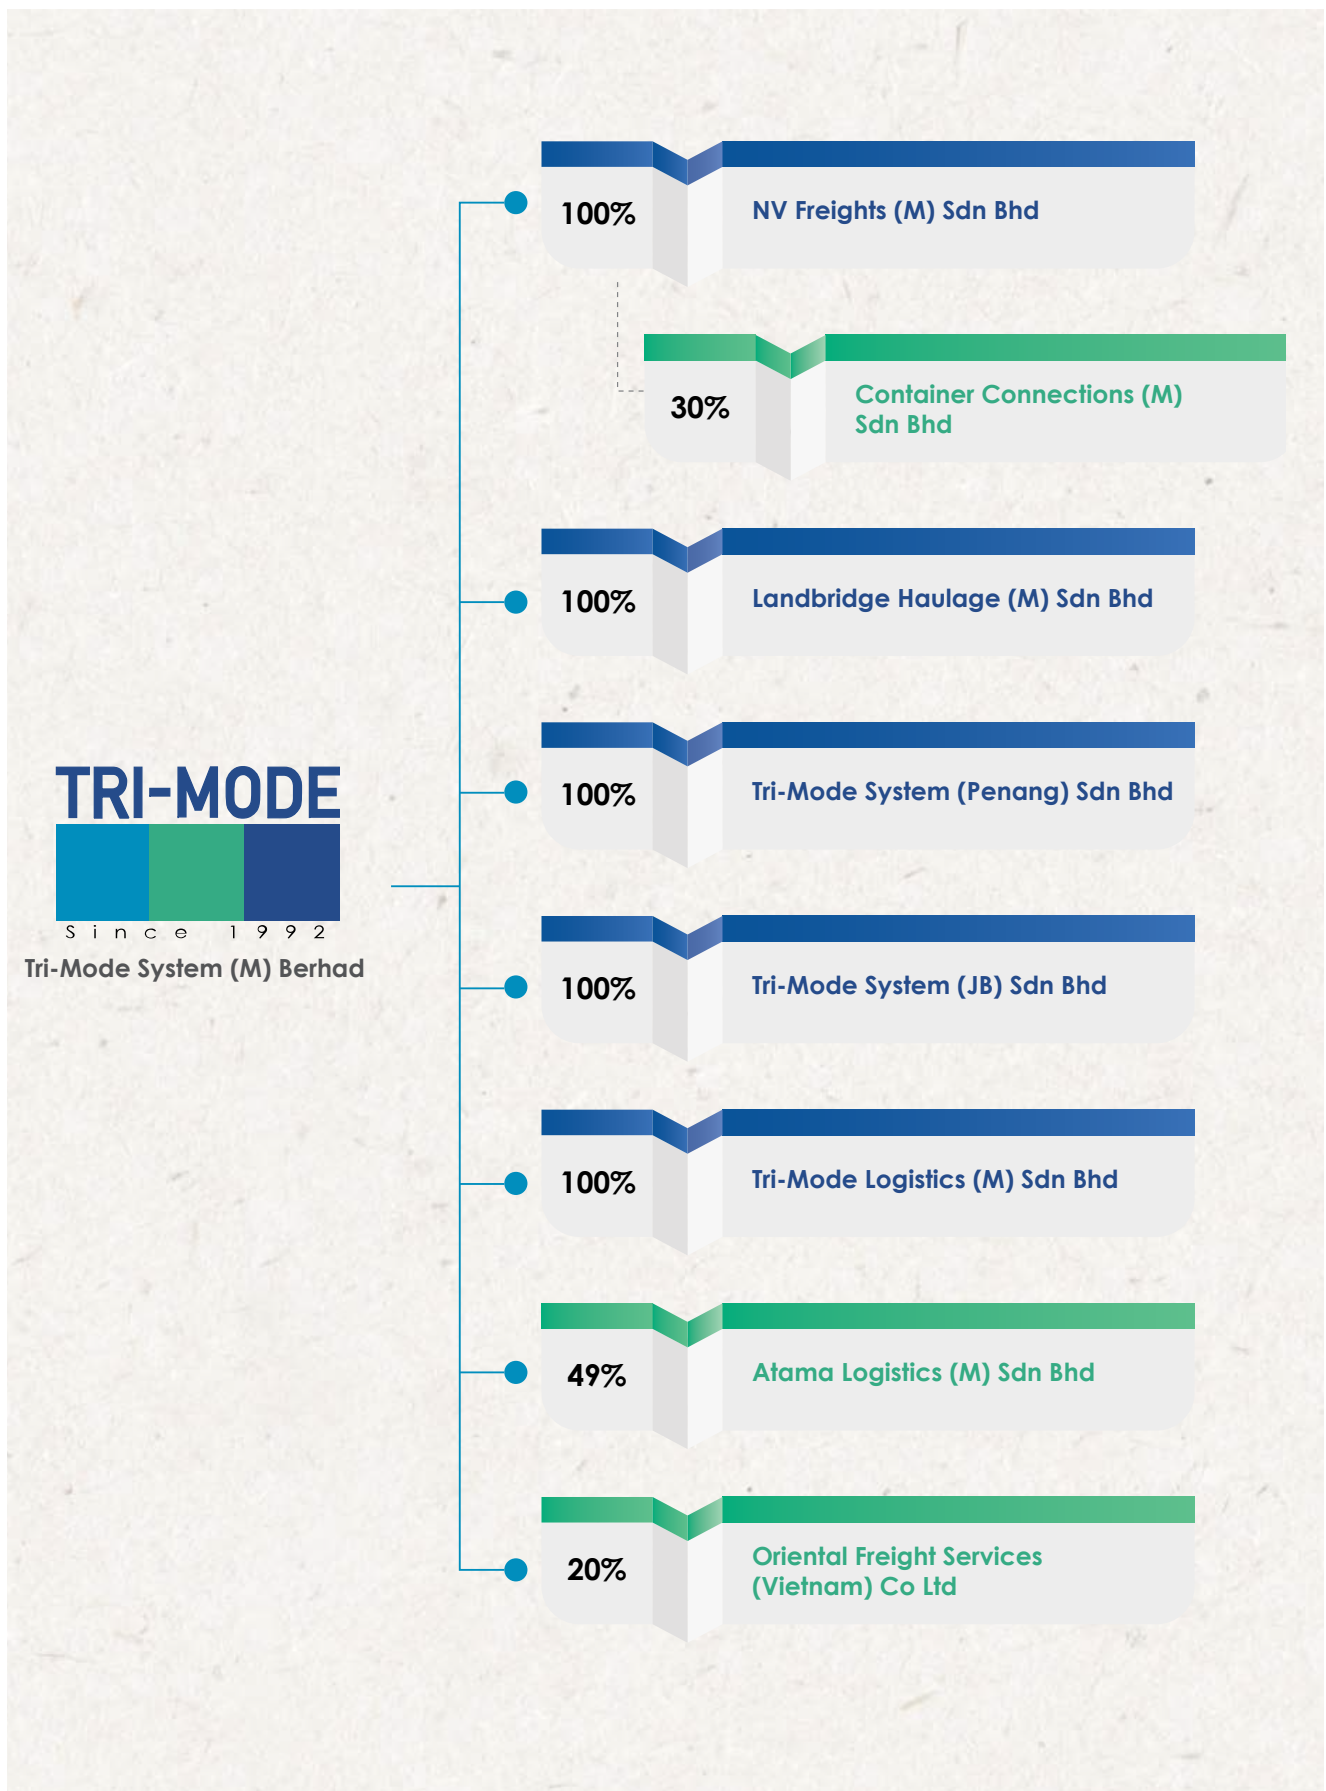 100%
NV Freights (M) Sdn Bhd
30%
Container Connections (M)
Sdn Bhd
100%
Landbridge Haulage (M) Sdn Bhd
100%
Tri-Mode System (Penang) Sdn Bhd
TRI-MODE
Since 1992
Tri-Mode System (M) Berhad
100%
Tri-Mode System (JB) Sdn Bhd
100%
Tri-Mode Logistics (M) Sdn Bhd
49%
Atama Logistics (M) Sdn Bhd
20%
Oriental Freight Services
(Vietnam) Co Ltd